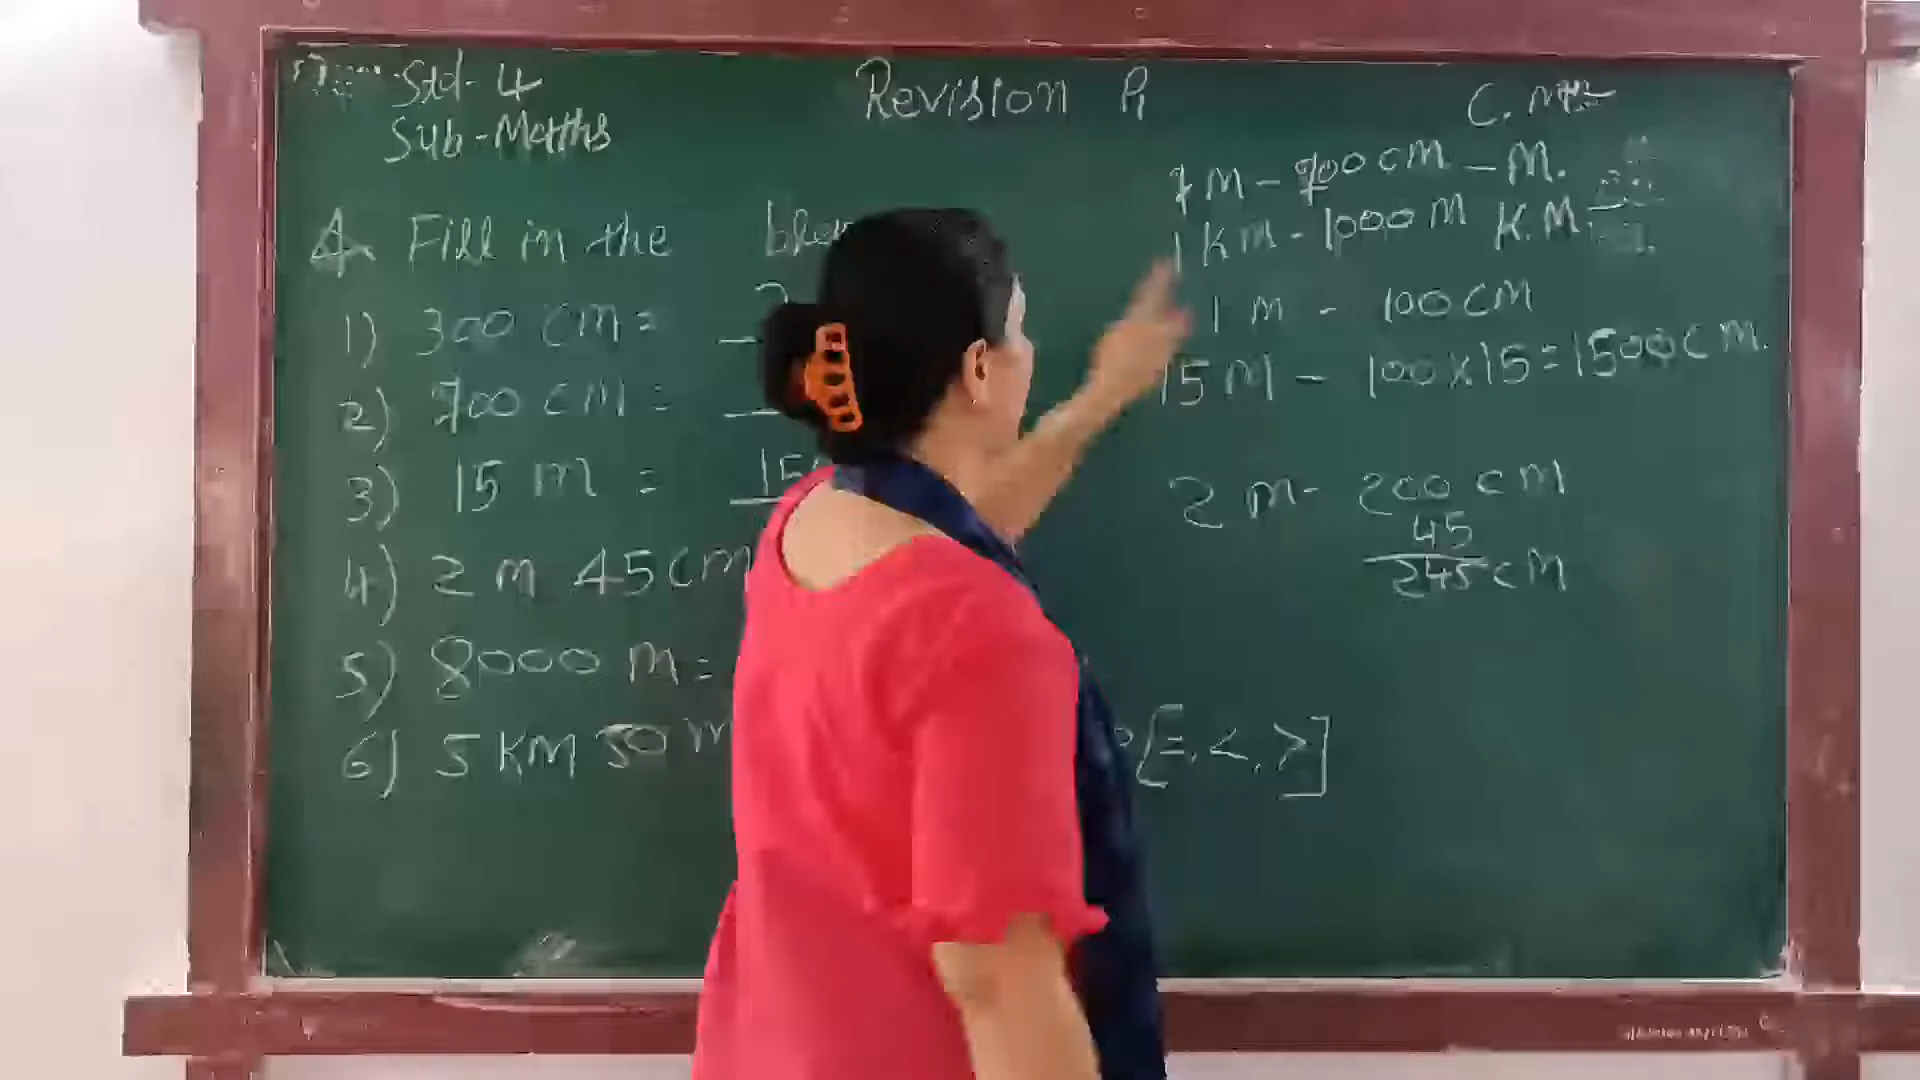 Std- 4
Sub-Maths
Revision P1
Fill in the
1) 300 cm =
2) 700 cm =
3) 15 m =
4) 2 m 45 cm
5) 8000 m =
6) 5 KM 50 m [=, <, >]
7 M - 700 cm - M.
1 km - 1000 M K.M.
1 m - 100 cm
15 M - 100x15=1500 cm.
2 m - 200 cm
45
245 cm